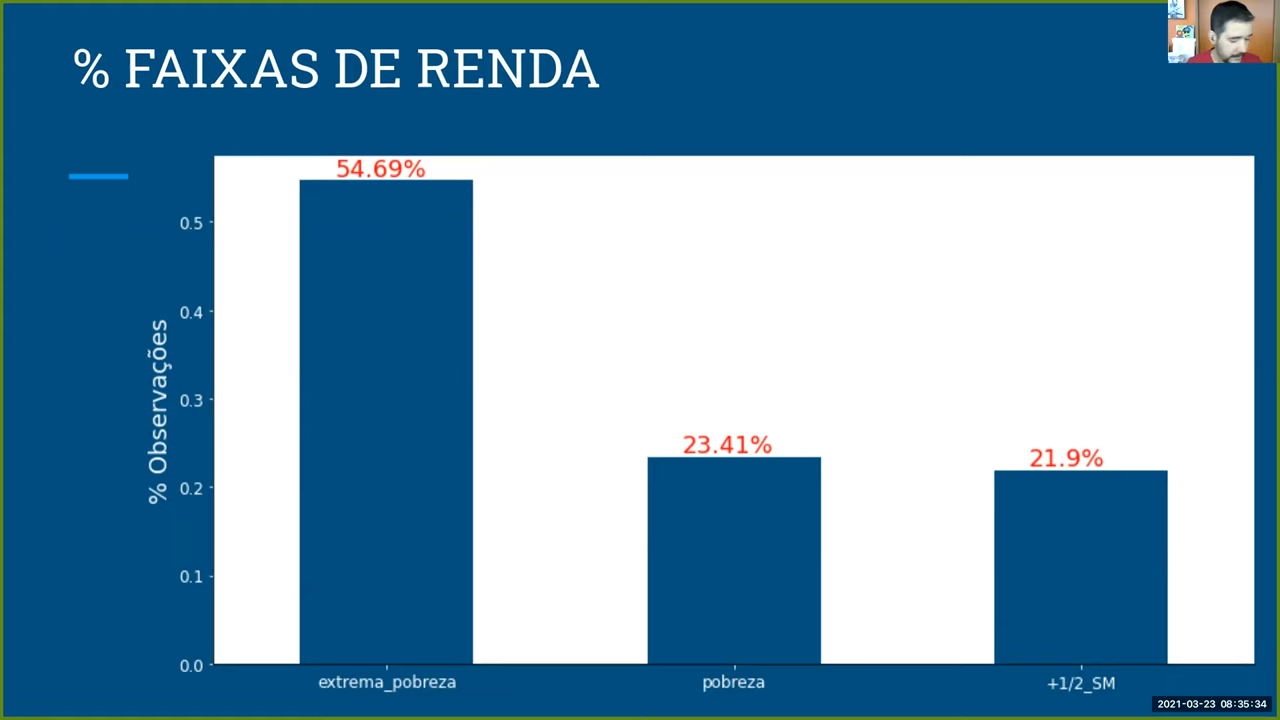 % FAIXAS DE RENDA
54.69%
23.41%
21.9%
% Observações
0.5
0.4
0.3
0.2
0.1
0.0
extrema_pobreza
pobreza
+1/2_SM
2021-03-23 08:35:34